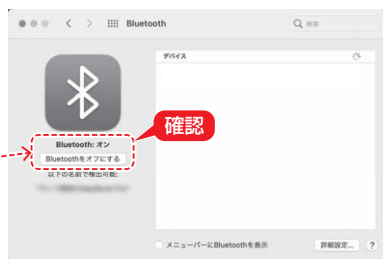 Bluetooth
検索
デバイス
確認
Bluetooth: オン
Bluetoothをオフにする
以下の名前で検出可能:
メニューバーにBluetoothを表示
詳細設定...
?